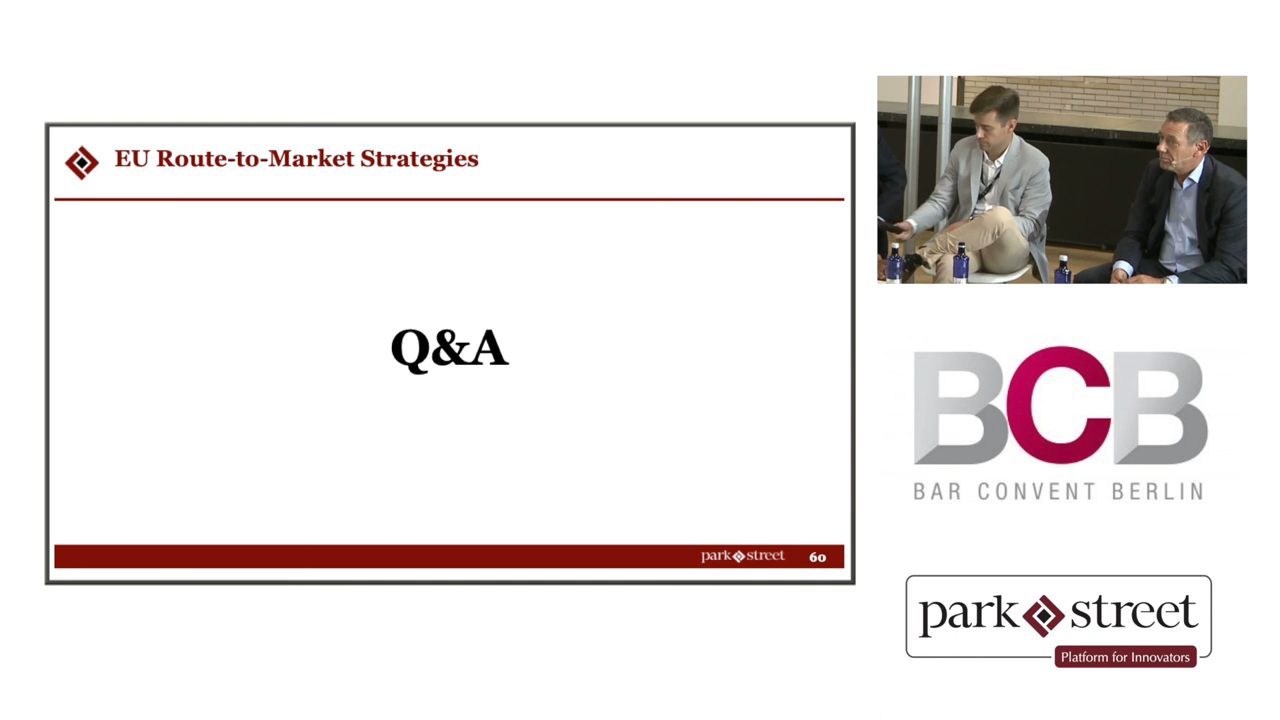 EU Route-to-Market Strategies
Q&A
park street
60
BCB
BAR CONVENT BERLIN
park street
Platform for Innovators